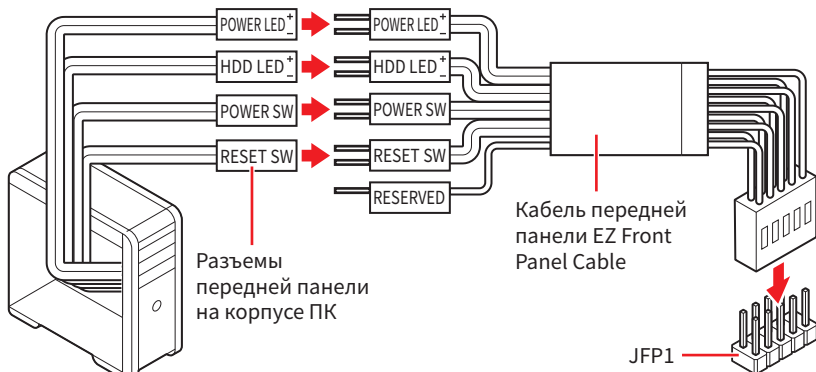 POWER LED + −
POWER LED + −
HDD LED + −
HDD LED + −
POWER SW
POWER SW
RESET SW
RESET SW
RESERVED
Разъемы
передней панели
на корпусе ПК
Кабель передней
панели EZ Front
Panel Cable
JFP1